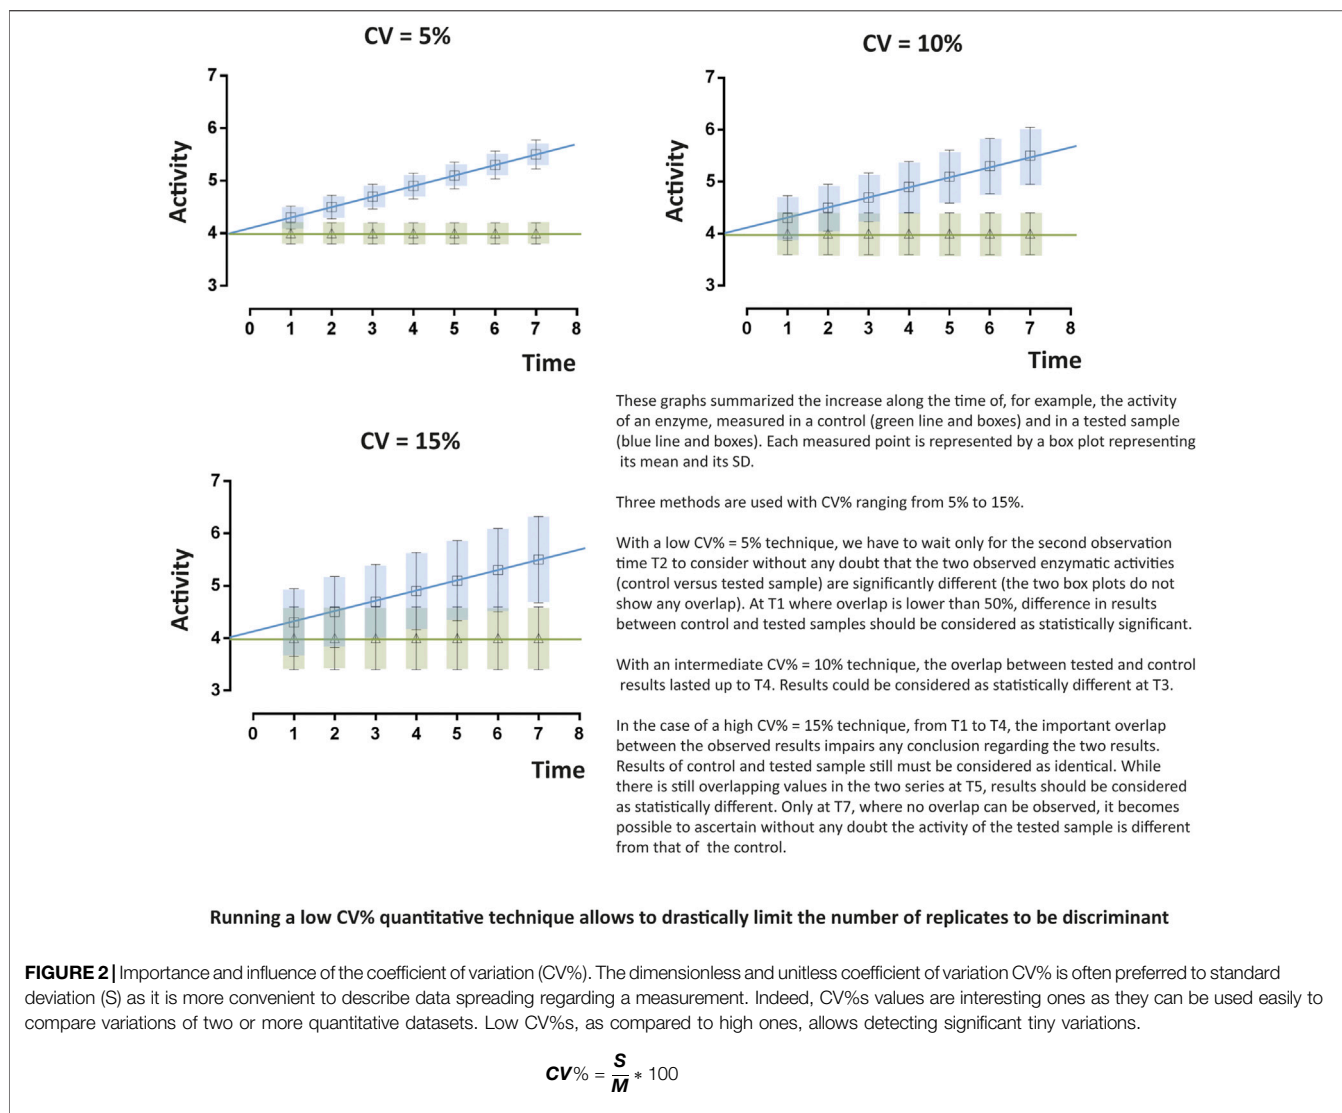 CV = 5%
7
6
5
4
3
Activity
0 1 2 3 4 5 6 7 8
Time
CV = 10%
7
6
5
4
3
Activity
0 1 2 3 4 5 6 7 8
Time
CV = 15%
7
6
5
4
3
Activity
0 1 2 3 4 5 6 7 8
Time
These graphs summarized the increase along the time of, for example, the activity
of an enzyme, measured in a control (green line and boxes) and in a tested sample
(blue line and boxes). Each measured point is represented by a box plot representing
its mean and its SD.
Three methods are used with CV% ranging from 5% to 15%.
With a low CV% = 5% technique, we have to wait only for the second observation
time T2 to consider without any doubt that the two observed enzymatic activities
(control versus tested sample) are significantly different (the two box plots do not
show any overlap). At T1 where overlap is lower than 50%, difference in results
between control and tested samples should be considered as statistically significant.
With an intermediate CV% = 10% technique, the overlap between tested and control
results lasted up to T4. Results could be considered as statistically different at T3.
In the case of a high CV% = 15% technique, from T1 to T4, the important overlap
between the observed results impairs any conclusion regarding the two results.
Results of control and tested sample still must be considered as identical. While
there is still overlapping values in the two series at T5, results should be considered
as statistically different. Only at T7, where no overlap can be observed, it becomes
possible to ascertain without any doubt the activity of the tested sample is different
from that of the control.
Running a low CV% quantitative technique allows to drastically limit the number of replicates to be discriminant
FIGURE 2 | Importance and influence of the coefficient of variation (CV%). The dimensionless and unitless coefficient of variation CV% is often preferred to standard
deviation (S) as it is more convenient to describe data spreading regarding a measurement. Indeed, CV%s values are interesting ones as they can be used easily to
compare variations of two or more quantitative datasets. Low CV%s, as compared to high ones, allows detecting significant tiny variations.
CV% = S/M * 100